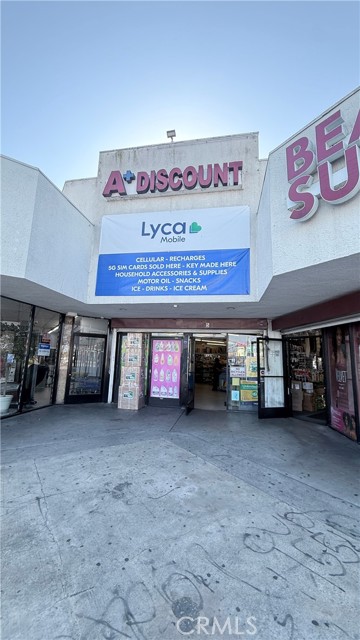 A+ DISCOUNT
BEA
SU
Lyca
Mobile
CELLULAR - RECHARGES
5G SIM CARDS SOLD HERE - KEY MADE HERE
HOUSEHOLD ACCESSORIES & SUPPLIES
MOTOR OIL - SNACKS
ICE - DRINKS - ICE CREAM
CRMLS